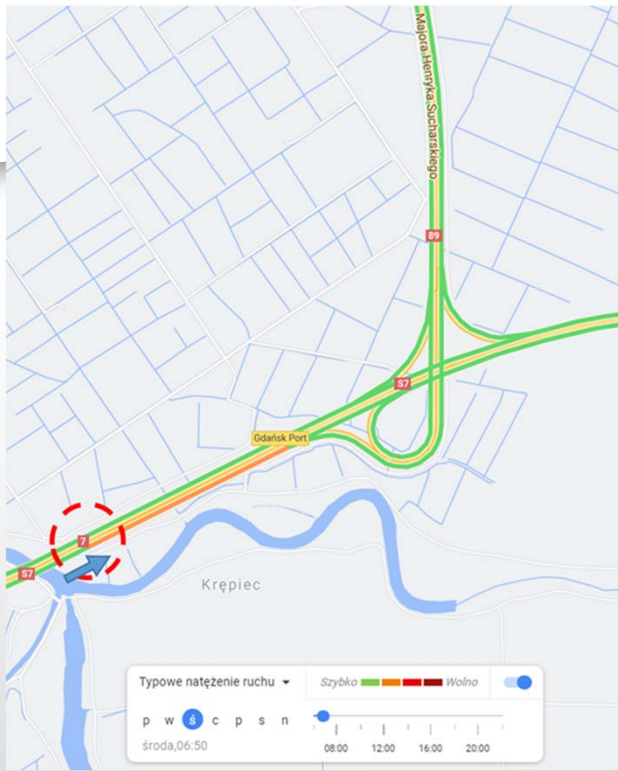 Majora Henryka Sucharskiego
89
S7
Gdańsk Port
7
S7
Krępiec
Typowe natężenie ruchu
Szybko Wolno
p w ś c p s n
środa,06:50
08:00 12:00 16:00 20:00